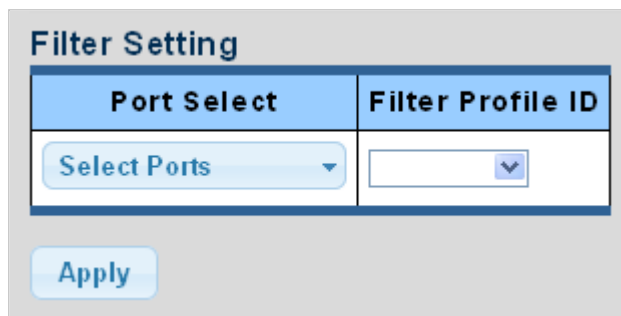 Filter Setting
Port Select Filter Profile ID
Select Ports
Apply